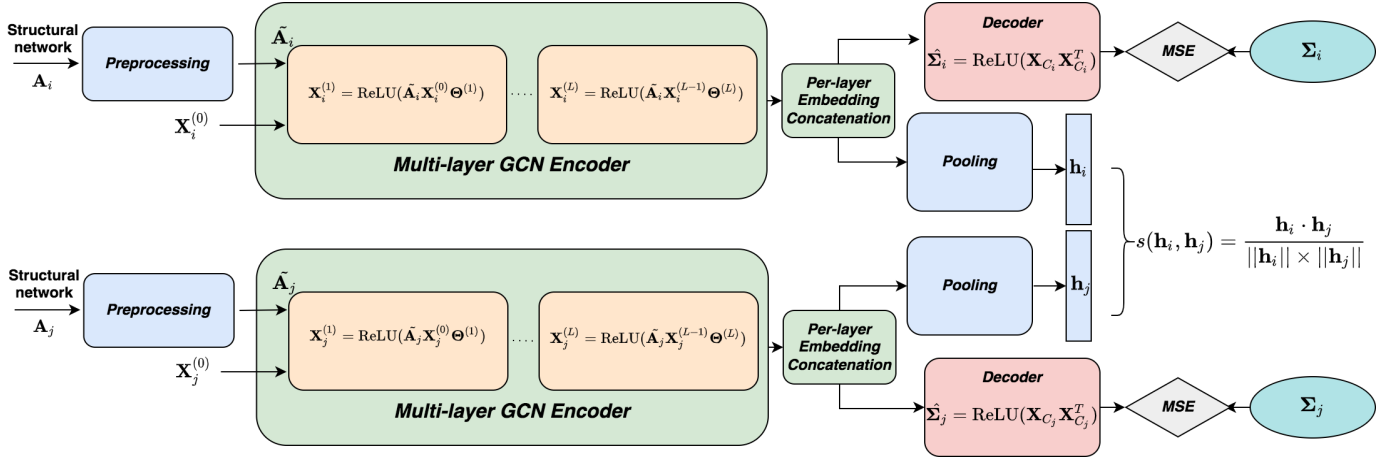 Structural
network
𝐀ᵢ
Preprocessing
𝐗ᵢ⁽⁰⁾
Ã_i
X_i^{(1)} = ReLU(Ã_i X_i^{(0)} Θ^{(1)})
....
X_i^{(L)} = ReLU(Ã_i X_i^{(L-1)} Θ^{(L)})
Multi-layer GCN Encoder
Per-layer
Embedding
Concatenation
Decoder
Σ̂_i = ReLU(X_{C_i} X_{C_i}^T)
MSE
Σ_i
Pooling
h_i
s(h_i, h_j) = \frac{h_i · h_j}{||h_i|| × ||h_j||}
Structural
network
A_j
Preprocessing
X_j^{(0)}
Ã_j
X_j^{(1)} = ReLU(Ã_j X_j^{(0)} Θ^{(1)})
....
X_j^{(L)} = ReLU(Ã_j X_j^{(L-1)} Θ^{(L)})
Multi-layer GCN Encoder
Per-layer
Embedding
Concatenation
Pooling
h_j
Decoder
Σ̂_j = ReLU(X_{C_j} X_{C_j}^T)
MSE
Σ_j